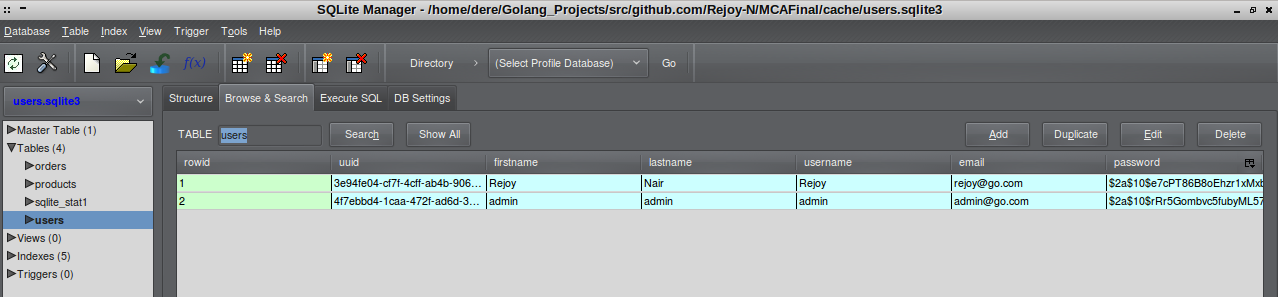 SQLite Manager - /home/dere/Golang_Projects/src/github.com/Rejoy-N/MCAFinal/cache/users.sqlite3
Database Table Index View Trigger Tools Help
f(x) Directory > (Select Profile Database) Go
users.sqlite3
Structure Browse & Search Execute SQL DB Settings
Master Table (1)
Tables (4)
orders
products
sqlite_stat1
users
Views (0)
Indexes (5)
Triggers (0)
TABLE users Search Show All Add Duplicate Edit Delete
rowid uuid firstname lastname username email password
1 3e94fe04-cf7f-4cff-ab4b-906... Rejoy Nair Rejoy rejoy@go.com $2a$10$e7cPT86B8oEhzr1xMxb
2 4f7ebbd4-1caa-472f-ad6d-3... admin admin admin admin@go.com $2a$10$rRr5Gombvc5fubyML57